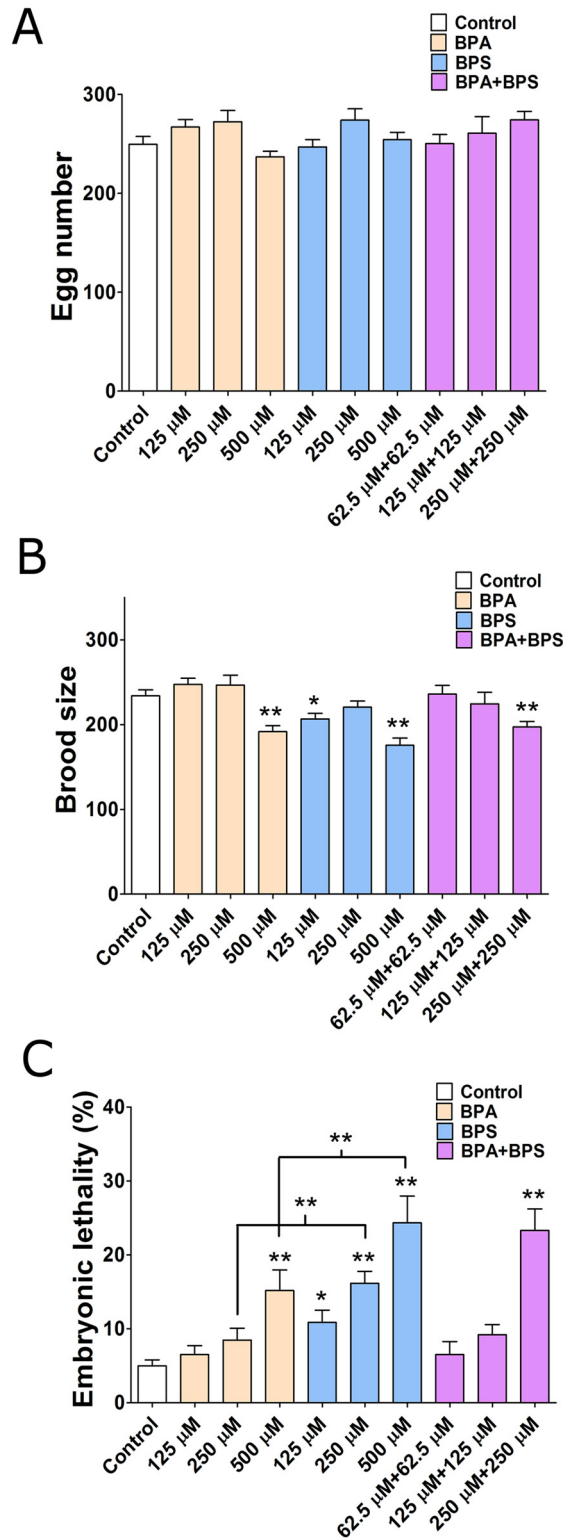 A
Control
BPA
BPS
BPA+BPS
Egg number
300
200
100
0
Control
125 µM
250 µM
500 µM
125 µM
250 µM
500 µM
62.5 µM+62.5 µM
125 µM+125 µM
250 µM+250 µM
B
Control
BPA
BPS
BPA+BPS
Brood size
300
200
100
0
**
*
**
**
Control
125 µM
250 µM
500 µM
125 µM
250 µM
500 µM
62.5 µM+62.5 µM
125 µM+125 µM
250 µM+250 µM
C
Control
BPA
BPS
BPA+BPS
Embryonic lethality (%)
40
30
20
10
0
**
**
**
*
**
**
**
Control
125 µM
250 µM
500 µM
125 µM
250 µM
500 µM
62.5 µM+62.5 µM
125 µM+125 µM
250 µM+250 µM